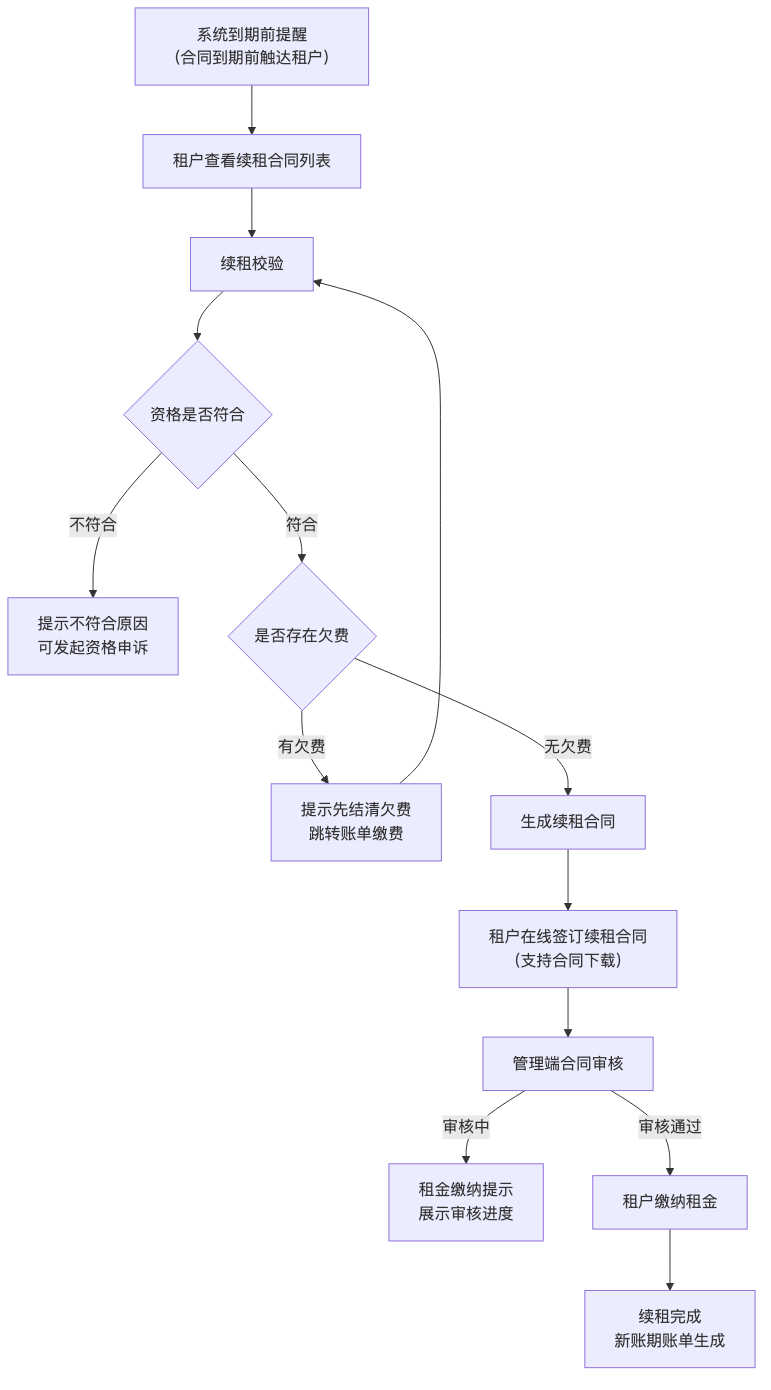 系统到期前提醒
(合同到期前触达租户)
租户查看续租合同列表
续租校验
资格是否符合
不符合
符合
提示不符合原因
可发起资格申诉
是否存在欠费
有欠费
无欠费
提示先结清欠费
跳转账单缴费
生成续租合同
租户在线签订续租合同
(支持合同下载)
管理端合同审核
审核中
审核通过
租金缴纳提示
展示审核进度
租户缴纳租金
续租完成
新账期账单生成